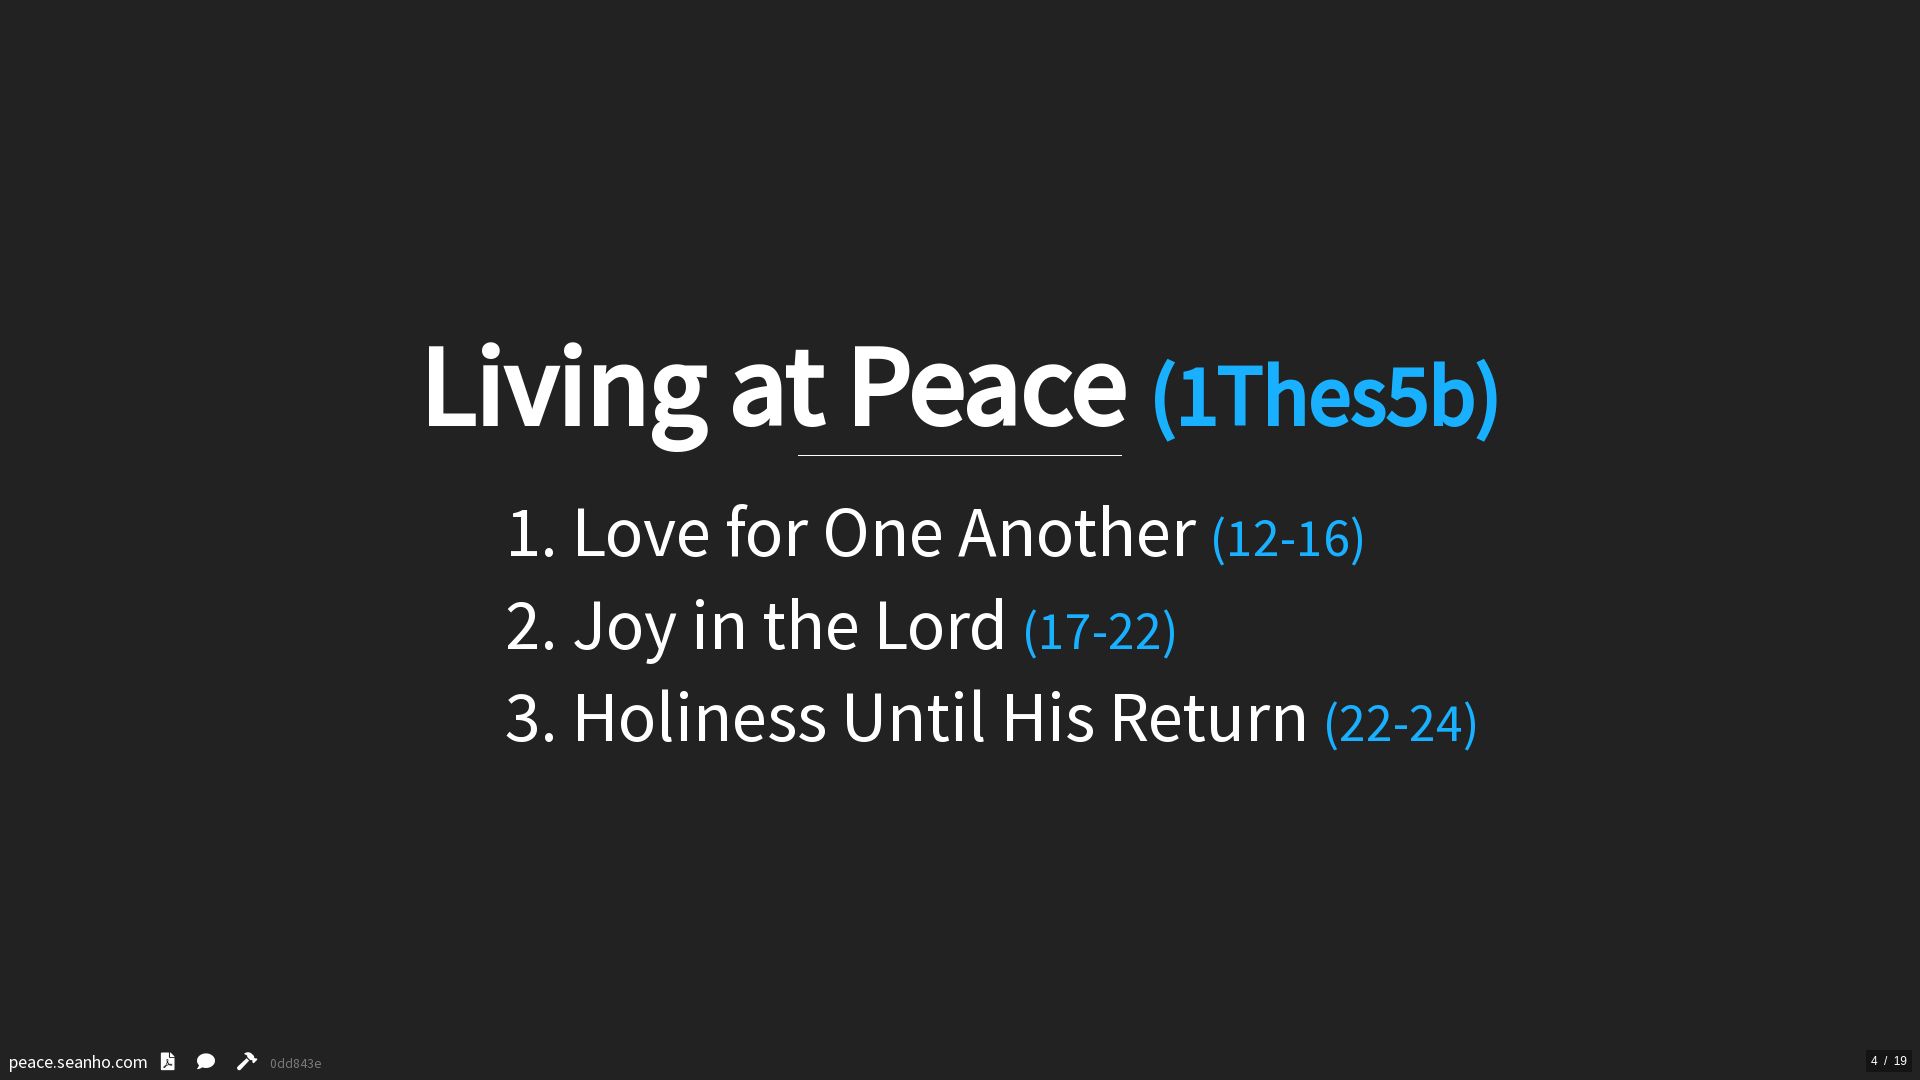 Living at Peace (1Thes5b)
1. Love for One Another (12-16)
2. Joy in the Lord (17-22)
3. Holiness Until His Return (22-24)
peace.seanho.com 0dd843e
4 / 19